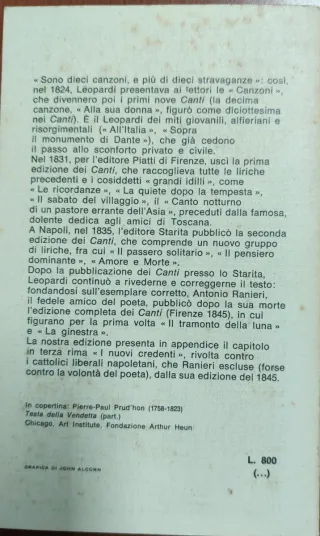 « Sono dieci canzoni, e più di dieci stravaganze »: così,
nel 1824, Leopardi presentava ai lettori le « Canzoni »,
che divennero poi i primi nove Canti (la decima
canzone, « Alla sua donna », figurò come diciottesima
nei Canti). È il Leopardi dei miti giovanili, alfieriani e
risorgimentali (« All'Italia », « Sopra
il monumento di Dante »), che già cedono
il passo allo sconforto privato e civile.
Nel 1831, per l'editore Piatti di Firenze, uscì la prima
edizione dei Canti, che raccoglieva tutte le liriche
precedenti e i cosiddetti « grandi idilli », come
« Le ricordanze », « La quiete dopo la tempesta »,
« Il sabato del villaggio », il « Canto notturno
di un pastore errante dell'Asia », preceduti dalla famosa,
dolente dedica agli amici di Toscana.
A Napoli, nel 1835, l'editore Starita pubblicò la seconda
edizione dei Canti, che comprende un nuovo gruppo
di liriche, fra cui « Il passero solitario », « Il pensiero
dominante », « Amore e Morte ».
Dopo la pubblicazione dei Canti presso lo Starita,
Leopardi continuò a rivederne e correggerne il testo:
fondandosi sull'esemplare corretto, Antonio Ranieri,
il fedele amico del poeta, pubblicò dopo la sua morte
l'edizione completa dei Canti (Firenze 1845), in cui
figurano per la prima volta « Il tramonto della luna »
e « La ginestra ».
La nostra edizione presenta in appendice il capitolo
in terza rima « I nuovi credenti », rivolta contro
i cattolici liberali napoletani, che Ranieri escluse (forse
contro la volontà del poeta), dalla sua edizione del 1845.
In copertina: Pierre-Paul Prud'hon (1758-1823)
Testa della Vendetta (part.)
Chicago, Art Institute, Fondazione Arthur Heun
L. 800
(...)
GRAFICA DI JOHN ALCORN